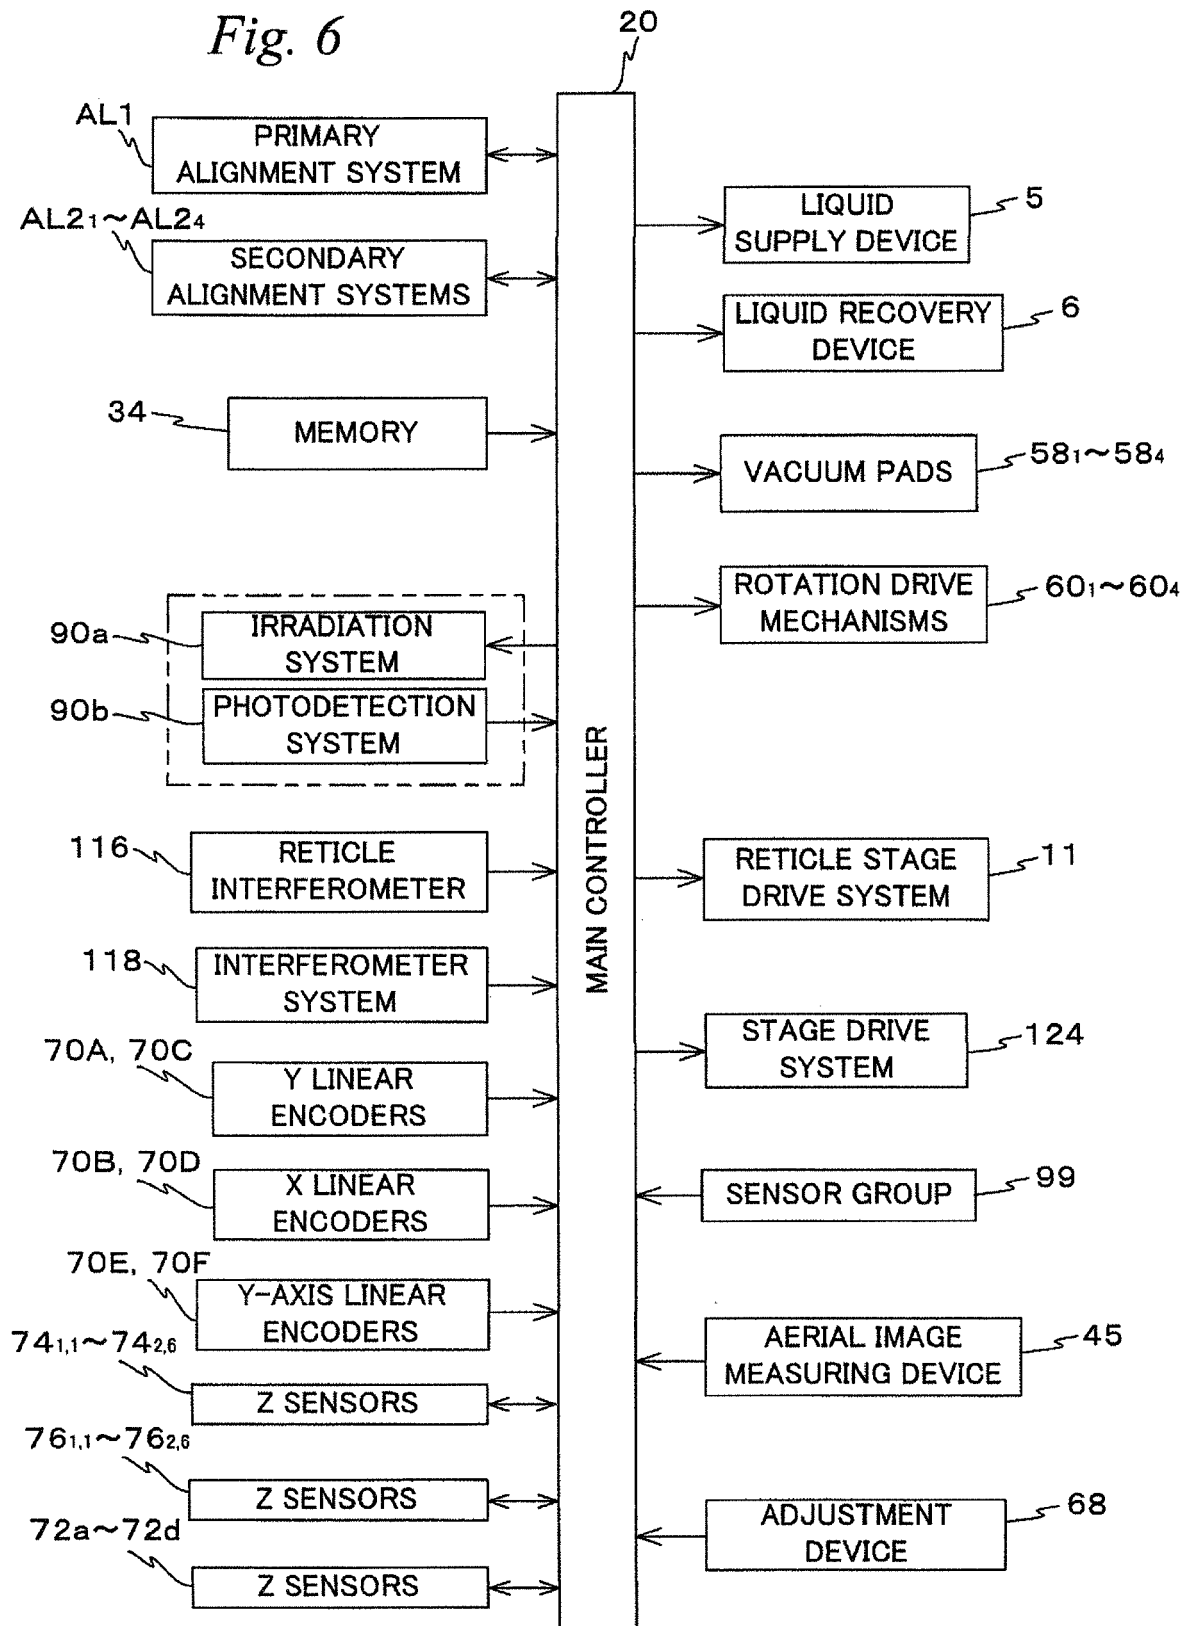 Fig. 6
20
AL1
PRIMARY
ALIGNMENT SYSTEM
AL2₁~AL2₄
SECONDARY
ALIGNMENT SYSTEMS
34
MEMORY
90a
IRRADIATION
SYSTEM
90b
PHOTODETECTION
SYSTEM
116
RETICLE
INTERFEROMETER
118
INTERFEROMETER
SYSTEM
70A, 70C
Y LINEAR
ENCODERS
70B, 70D
X LINEAR
ENCODERS
70E, 70F
Y-AXIS LINEAR
ENCODERS
74₁,₁~74₂,₆
Z SENSORS
76₁,₁~76₂,₆
Z SENSORS
72a~72d
Z SENSORS
MAIN CONTROLLER
LIQUID
SUPPLY DEVICE
5
LIQUID RECOVERY
DEVICE
6
VACUUM PADS
58₁~58₄
ROTATION DRIVE
MECHANISMS
60₁~60₄
RETICLE STAGE
DRIVE SYSTEM
11
STAGE DRIVE
SYSTEM
124
SENSOR GROUP
99
AERIAL IMAGE
MEASURING DEVICE
45
ADJUSTMENT
DEVICE
68